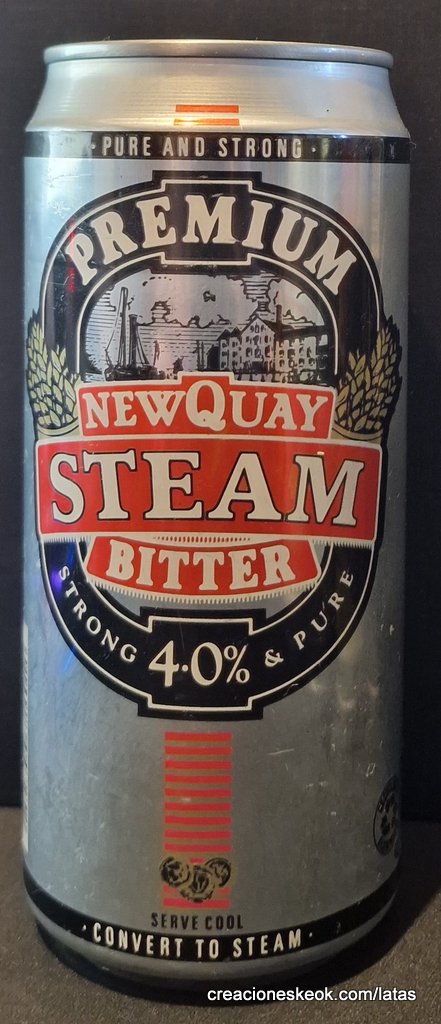 · PURE AND STRONG ·
PREMIUM
NEWQUAY
STEAM
BITTER
STRONG 4·0% & PURE
SERVE COOL
· CONVERT TO STEAM ·
creacioneskeok.com/latas